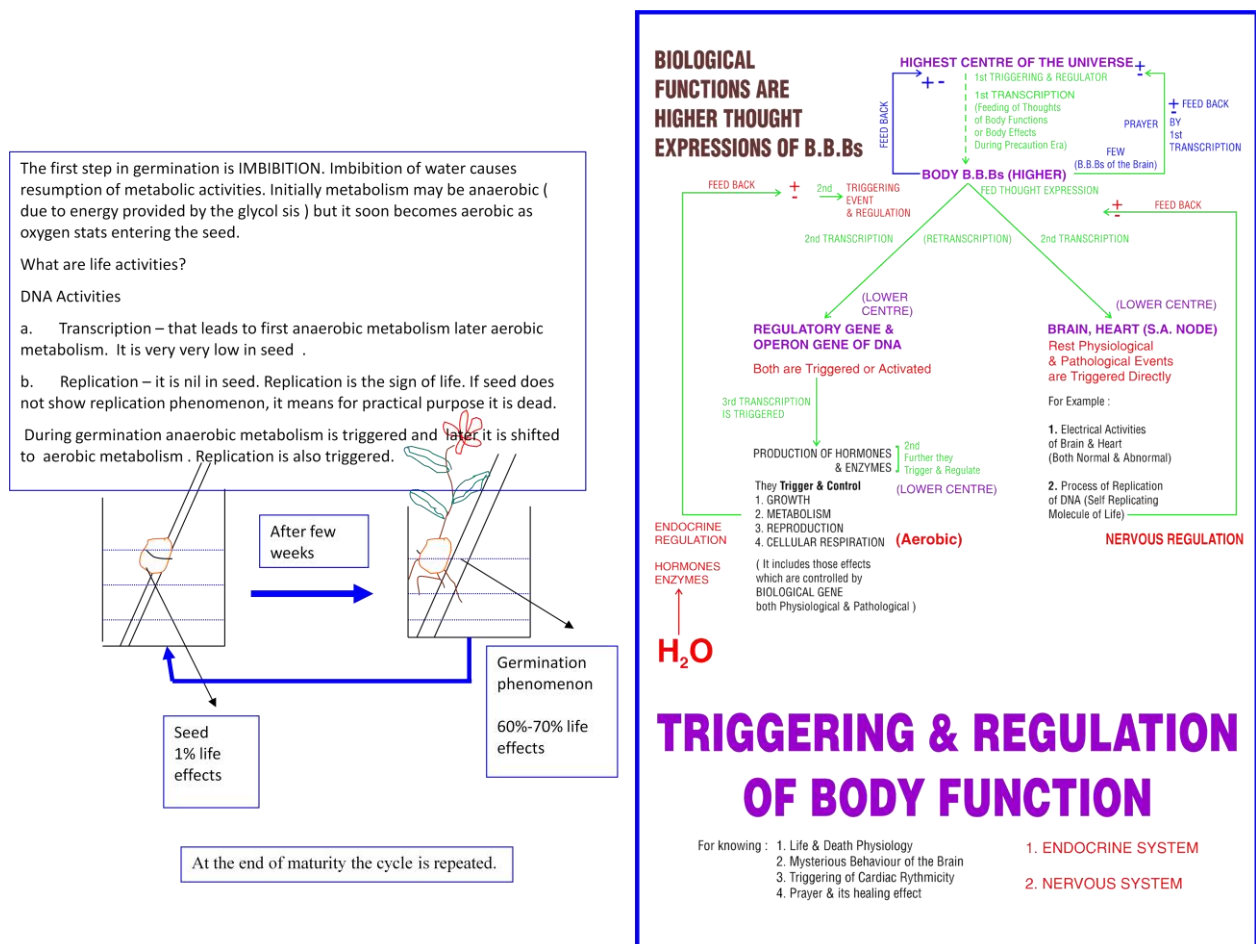 The first step in germination is IMBIBITION. Imbibition of water causes
resumption of metabolic activities. Initially metabolism may be anaerobic (
due to energy provided by the glycol sis ) but it soon becomes aerobic as
oxygen stats entering the seed.
What are life activities?
DNA Activities
a. Transcription – that leads to first anaerobic metabolism later aerobic
metabolism. It is very very low in seed .
b. Replication – it is nil in seed. Replication is the sign of life. If seed does
not show replication phenomenon, it means for practical purpose it is dead.
During germination anaerobic metabolism is triggered and later it is shifted
to aerobic metabolism . Replication is also triggered.
After few
weeks
Seed
1% life
effects
Germination
phenomenon
60%-70% life
effects
At the end of maturity the cycle is repeated.
BIOLOGICAL
FUNCTIONS ARE
HIGHER THOUGHT
EXPRESSIONS OF B.B.Bs
HIGHEST CENTRE OF THE UNIVERSE
+
-
+ -
1st TRIGGERING & REGULATOR
1st TRANSCRIPTION
(Feeding of Thoughts
of Body Functions
or Body Effects
During Precaution Era)
FEED BACK
PRAYER
+
-
FEED BACK
BY
1st
TRANSCRIPTION
FEW
(B.B.Bs of the Brain)
BODY B.B.Bs (HIGHER)
FED THOUGHT EXPRESSION
FEED BACK
+
-
2nd
TRIGGERING
EVENT
& REGULATION
+
-
FEED BACK
2nd TRANSCRIPTION
(RETRANSCRIPTION)
2nd TRANSCRIPTION
(LOWER
CENTRE)
REGULATORY GENE &
OPERON GENE OF DNA
Both are Triggered or Activated
3rd TRANSCRIPTION
IS TRIGGERED
PRODUCTION OF HORMONES
& ENZYMES
2nd
Further they
Trigger & Regulate
(LOWER CENTRE)
They Trigger & Control
1. GROWTH
2. METABOLISM
3. REPRODUCTION
4. CELLULAR RESPIRATION
(Aerobic)
( It includes those effects
which are controlled by
BIOLOGICAL GENE
both Physiological & Pathological )
ENDOCRINE
REGULATION
HORMONES
ENZYMES
H₂O
(LOWER CENTRE)
BRAIN, HEART (S.A. NODE)
Rest Physiological
& Pathological Events
are Triggered Directly
For Example :
1. Electrical Activities
of Brain & Heart
(Both Normal & Abnormal)
2. Process of Replication
of DNA (Self Replicating
Molecule of Life)
NERVOUS REGULATION
TRIGGERING & REGULATION
OF BODY FUNCTION
For knowing : 1. Life & Death Physiology
2. Mysterious Behaviour of the Brain
3. Triggering of Cardiac Rythmicity
4. Prayer & its healing effect
1. ENDOCRINE SYSTEM
2. NERVOUS SYSTEM